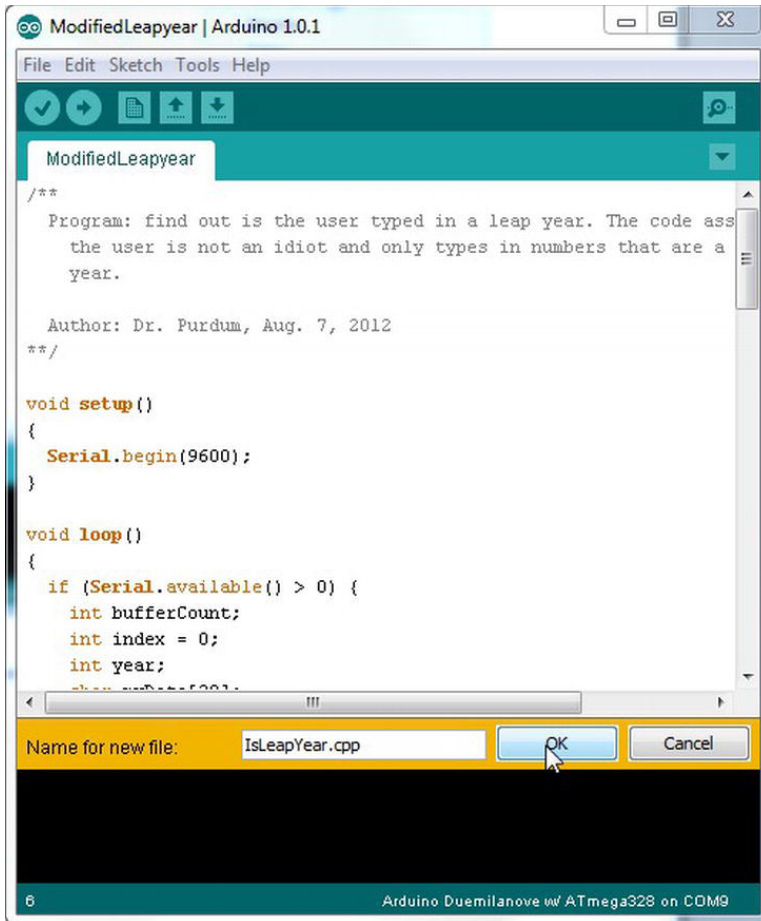 ModifiedLeapyear | Arduino 1.0.1
File Edit Sketch Tools Help
ModifiedLeapyear
/**
Program: find out is the user typed in a leap year. The code ass
the user is not an idiot and only types in numbers that are a
year.
Author: Dr. Purdum, Aug. 7, 2012
**/
void setup()
{
Serial.begin(9600);
}
void loop()
{
if (Serial.available() > 0) {
int bufferCount;
int index = 0;
int year;
Name for new file: IsLeapYear.cpp OK Cancel
6 Arduino Duemilanove w/ ATmega328 on COM9